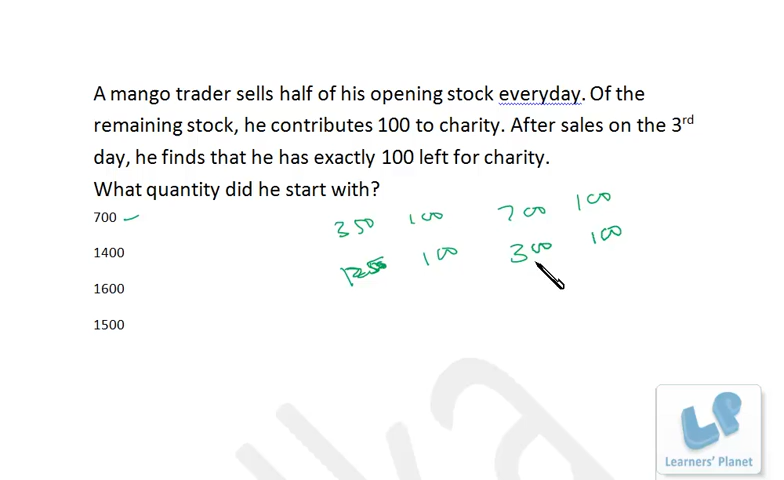 A mango trader sells half of his opening stock everyday. Of the
remaining stock, he contributes 100 to charity. After sales on the 3rd
day, he finds that he has exactly 100 left for charity.
What quantity did he start with?
700
350 100 700 100
1400
100 300 100
1600
1500
LP
Learners' Planet